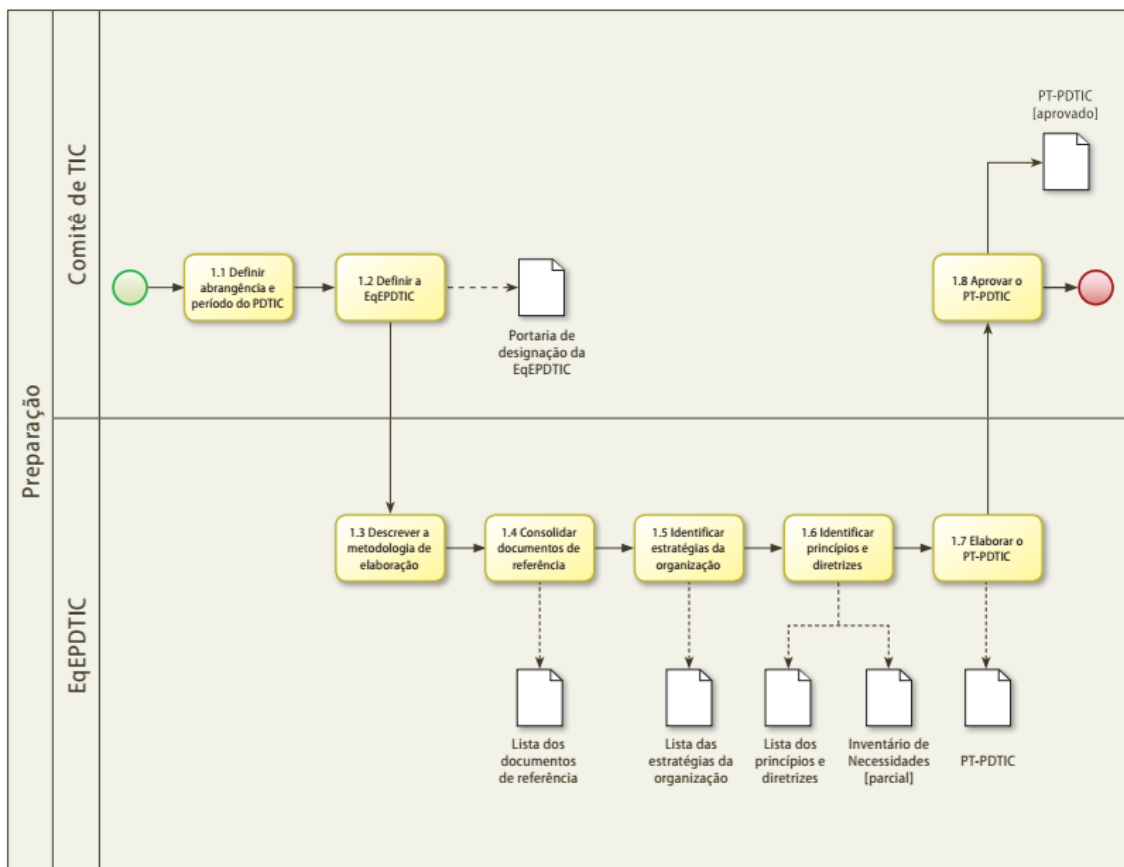 Preparação
Comitê de TIC
1.1 Definir
abrangência e
período do PDTIC
1.2 Definir a
EqEPDTIC
Portaria de
designação da
EqEPDTIC
1.8 Aprovar o
PT-PDTIC
PT-PDTIC
[aprovado]
EqEPDTIC
1.3 Descrever a
metodologia de
elaboração
1.4 Consolidar
documentos de
referência
1.5 Identificar
estratégias da
organização
1.6 Identificar
princípios e
diretrizes
1.7 Elaborar o
PT-PDTIC
Lista dos
documentos
de referência
Lista das
estratégias da
organização
Lista dos
princípios e
diretrizes
Inventário de
Necessidades
[parcial]
PT-PDTIC